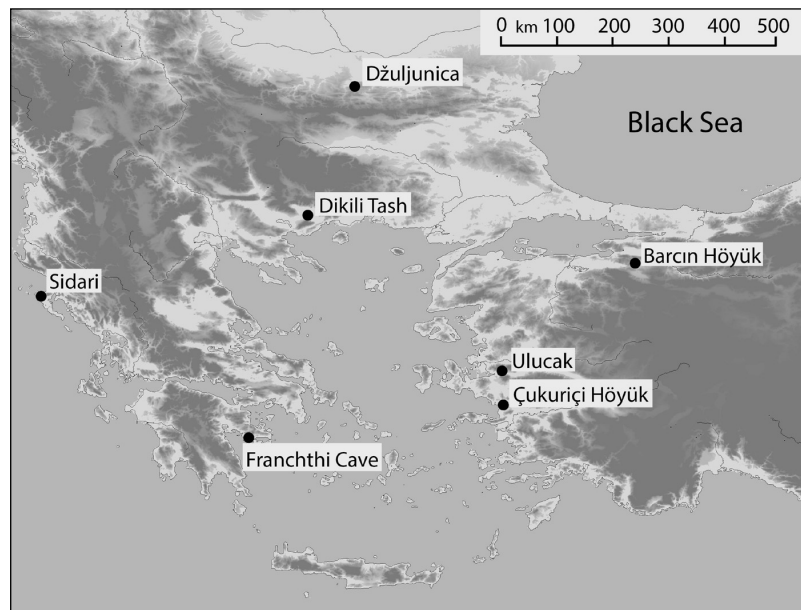 0 km 100 200 300 400 500
Džuljunica
Black Sea
Dikili Tash
Barcın Höyük
Sidari
Ulucak
Çukuriçi Höyük
Franchthi Cave